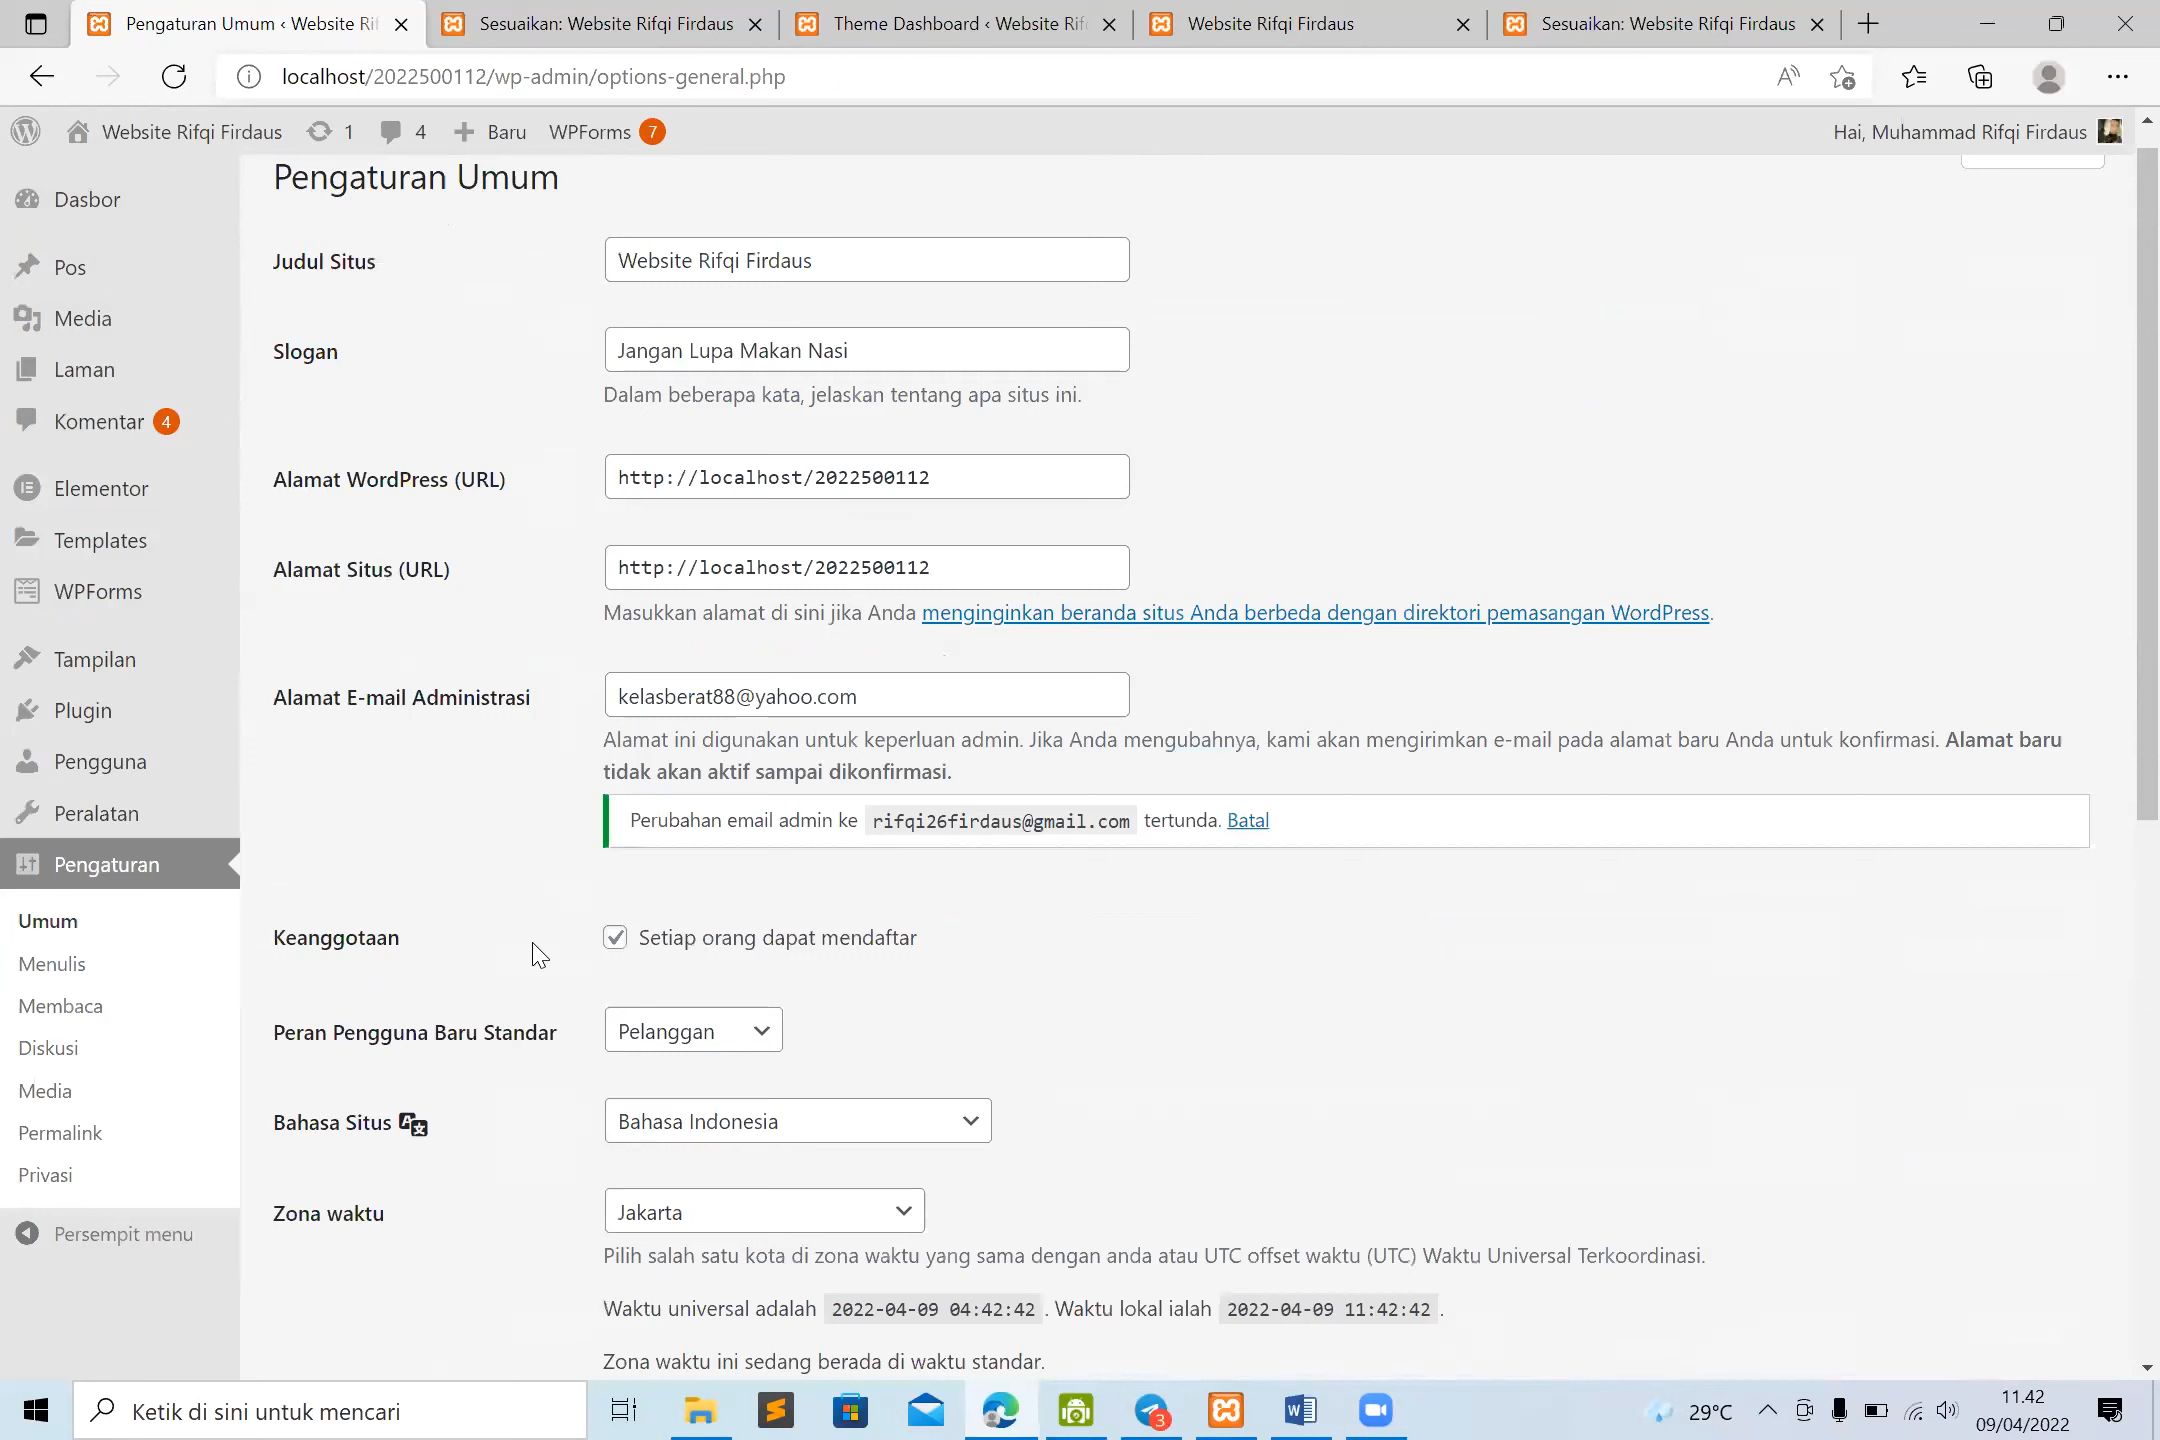 Pengaturan Umum ‹ Website Rif
Sesuaikan: Website Rifqi Firdaus
Theme Dashboard ‹ Website Rif
Website Rifqi Firdaus
Sesuaikan: Website Rifqi Firdaus
localhost/2022500112/wp-admin/options-general.php
Website Rifqi Firdaus 1 4 Baru WPForms 7
Hai, Muhammad Rifqi Firdaus
Dasbor
Pos
Media
Laman
Komentar 4
Elementor
Templates
WPForms
Tampilan
Plugin
Pengguna
Peralatan
Pengaturan
Umum
Menulis
Membaca
Diskusi
Media
Permalink
Privasi
Persempit menu
Pengaturan Umum
Judul Situs
Website Rifqi Firdaus
Slogan
Jangan Lupa Makan Nasi
Dalam beberapa kata, jelaskan tentang apa situs ini.
Alamat WordPress (URL)
http://localhost/2022500112
Alamat Situs (URL)
http://localhost/2022500112
Masukkan alamat di sini jika Anda menginginkan beranda situs Anda berbeda dengan direktori pemasangan WordPress.
Alamat E-mail Administrasi
kelasberat88@yahoo.com
Alamat ini digunakan untuk keperluan admin. Jika Anda mengubahnya, kami akan mengirimkan e-mail pada alamat baru Anda untuk konfirmasi. Alamat baru
tidak akan aktif sampai dikonfirmasi.
Perubahan email admin ke rifqi26firdaus@gmail.com tertunda. Batal
Keanggotaan
Setiap orang dapat mendaftar
Peran Pengguna Baru Standar
Pelanggan
Bahasa Situs
Bahasa Indonesia
Zona waktu
Jakarta
Pilih salah satu kota di zona waktu yang sama dengan anda atau UTC offset waktu (UTC) Waktu Universal Terkoordinasi.
Waktu universal adalah 2022-04-09 04:42:42 . Waktu lokal ialah 2022-04-09 11:42:42 .
Zona waktu ini sedang berada di waktu standar.
Ketik di sini untuk mencari
3
29°C
11.42
09/04/2022